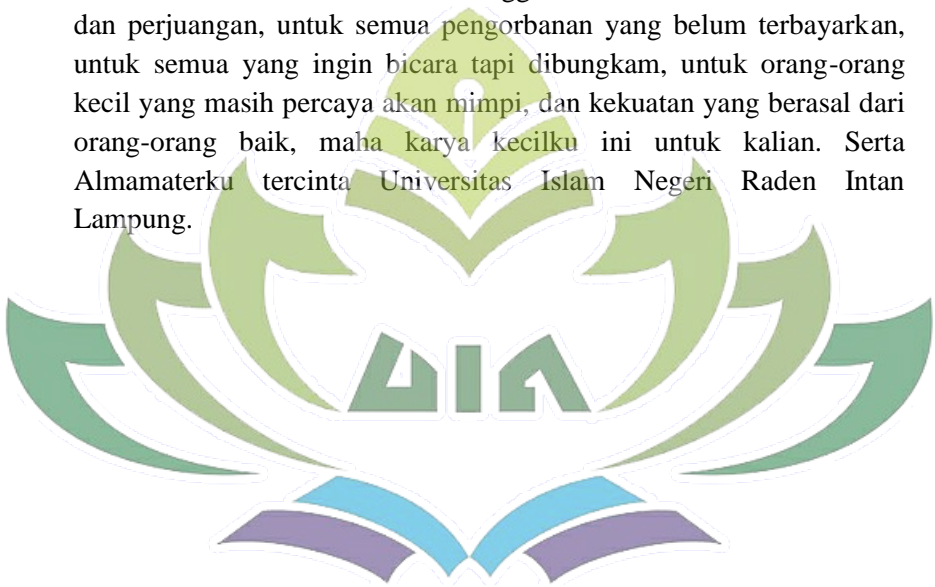 dan perjuangan, untuk semua pengorbanan yang belum terbayarkan,
untuk semua yang ingin bicara tapi dibungkam, untuk orang-orang
kecil yang masih percaya akan mimpi, dan kekuatan yang berasal dari
orang-orang baik, maha karya kecilku ini untuk kalian. Serta
Almamaterku tercinta Universitas Islam Negeri Raden Intan
Lampung.